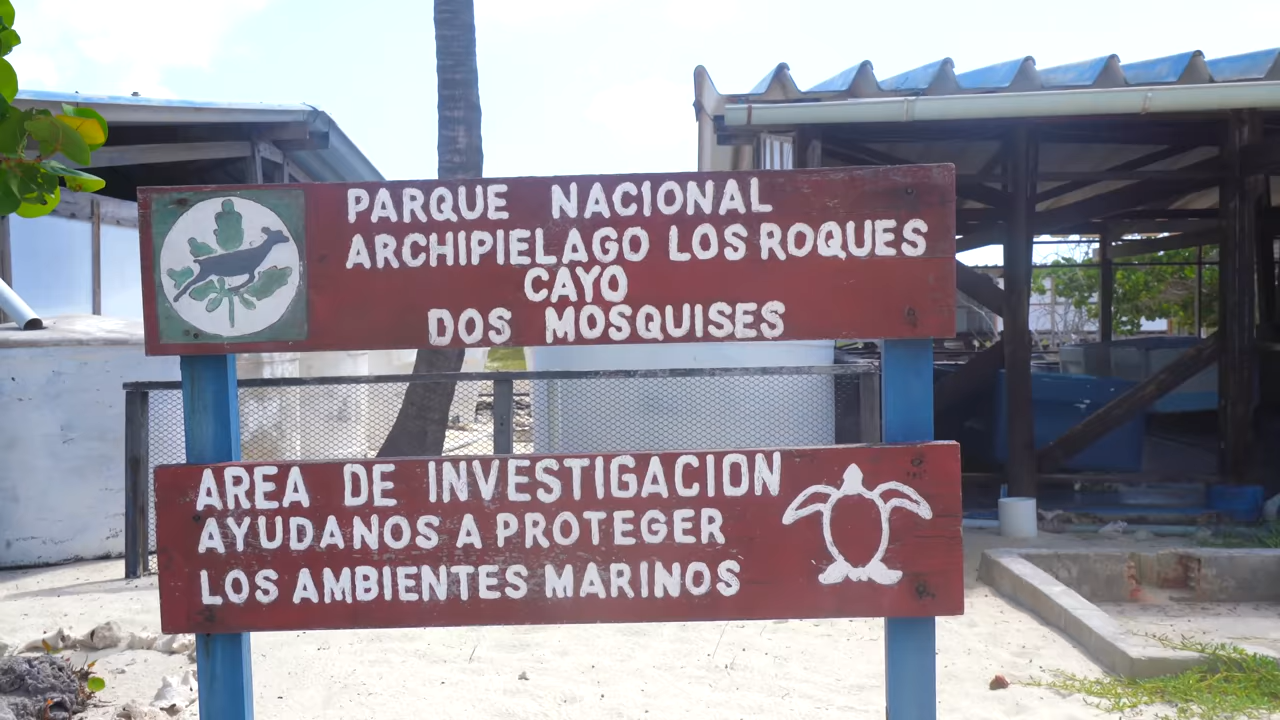 PARQUE NACIONAL
ARCHIPIELAGO LOS ROQUES
CAYO
DOS MOSQUISES
AREA DE INVESTIGACION
AYUDANOS A PROTEGER
LOS AMBIENTES MARINOS